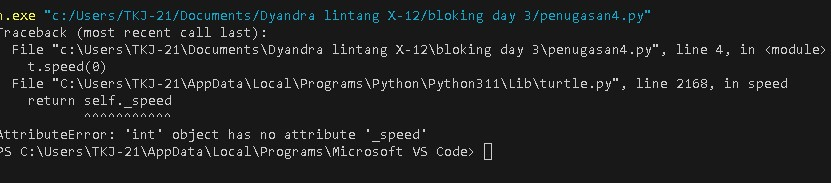 n.exe "c:/Users/TKJ-21/Documents/Dyandra lintang X-12/bloking day 3/penugasan4.py"
Traceback (most recent call last):
  File "c:\Users\TKJ-21\Documents\Dyandra lintang X-12\bloking day 3\penugasan4.py", line 4, in <module>
    t.speed(0)
  File "C:\Users\TKJ-21\AppData\Local\Programs\Python\Python311\Lib\turtle.py", line 2168, in speed
    return self._speed
           ^^^^^^^^^^^
AttributeError: 'int' object has no attribute '_speed'
PS C:\Users\TKJ-21\AppData\Local\Programs\Microsoft VS Code>